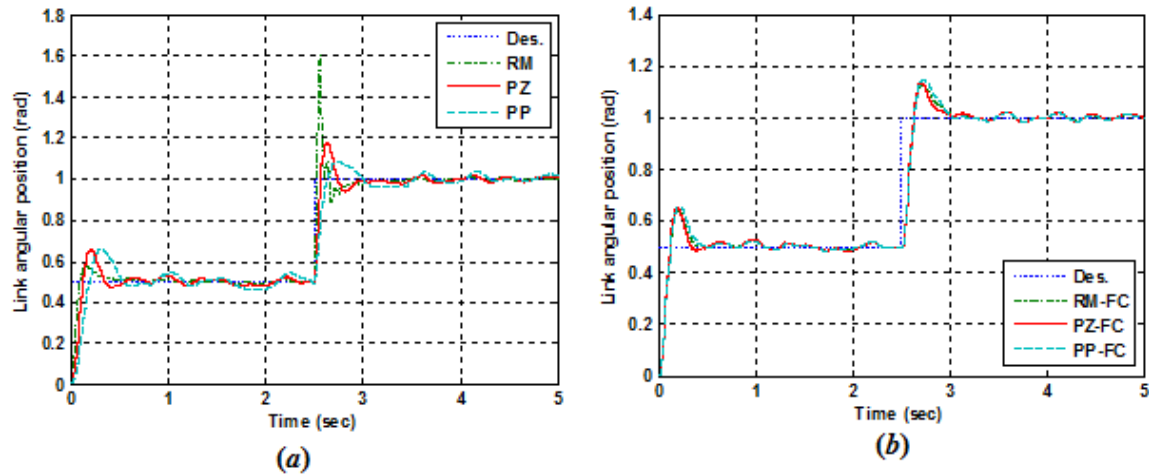 Link angular position (rad)
1.8
1.6
1.4
1.2
1
0.8
0.6
0.4
0.2
0
Des.
RM
PZ
PP
0 1 2 3 4 5
Time (sec)
(a)
Link angular position (rad)
1.4
1.2
1
0.8
0.6
0.4
0.2
0
Des.
RM-FC
PZ-FC
PP-FC
0 1 2 3 4 5
Time (sec)
(b)